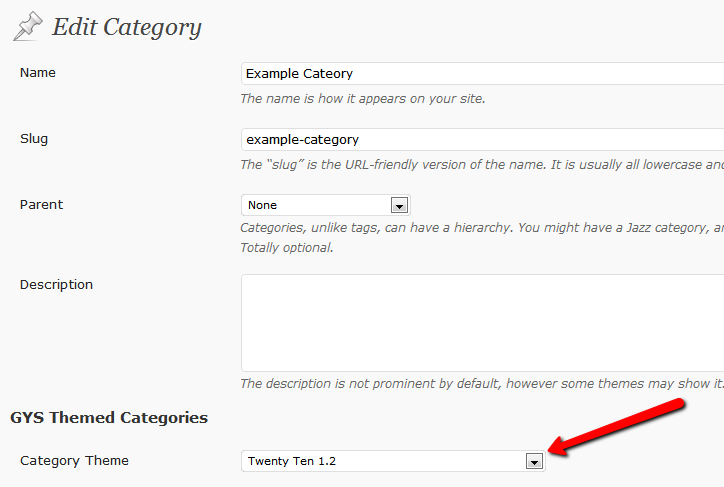 Edit Category
Name
Example Cateory
The name is how it appears on your site.
Slug
example-category
The “slug” is the URL-friendly version of the name. It is usually all lowercase and
Parent
None
Categories, unlike tags, can have a hierarchy. You might have a Jazz category, an
Totally optional.
Description
The description is not prominent by default, however some themes may show it.
GYS Themed Categories
Category Theme
Twenty Ten 1.2